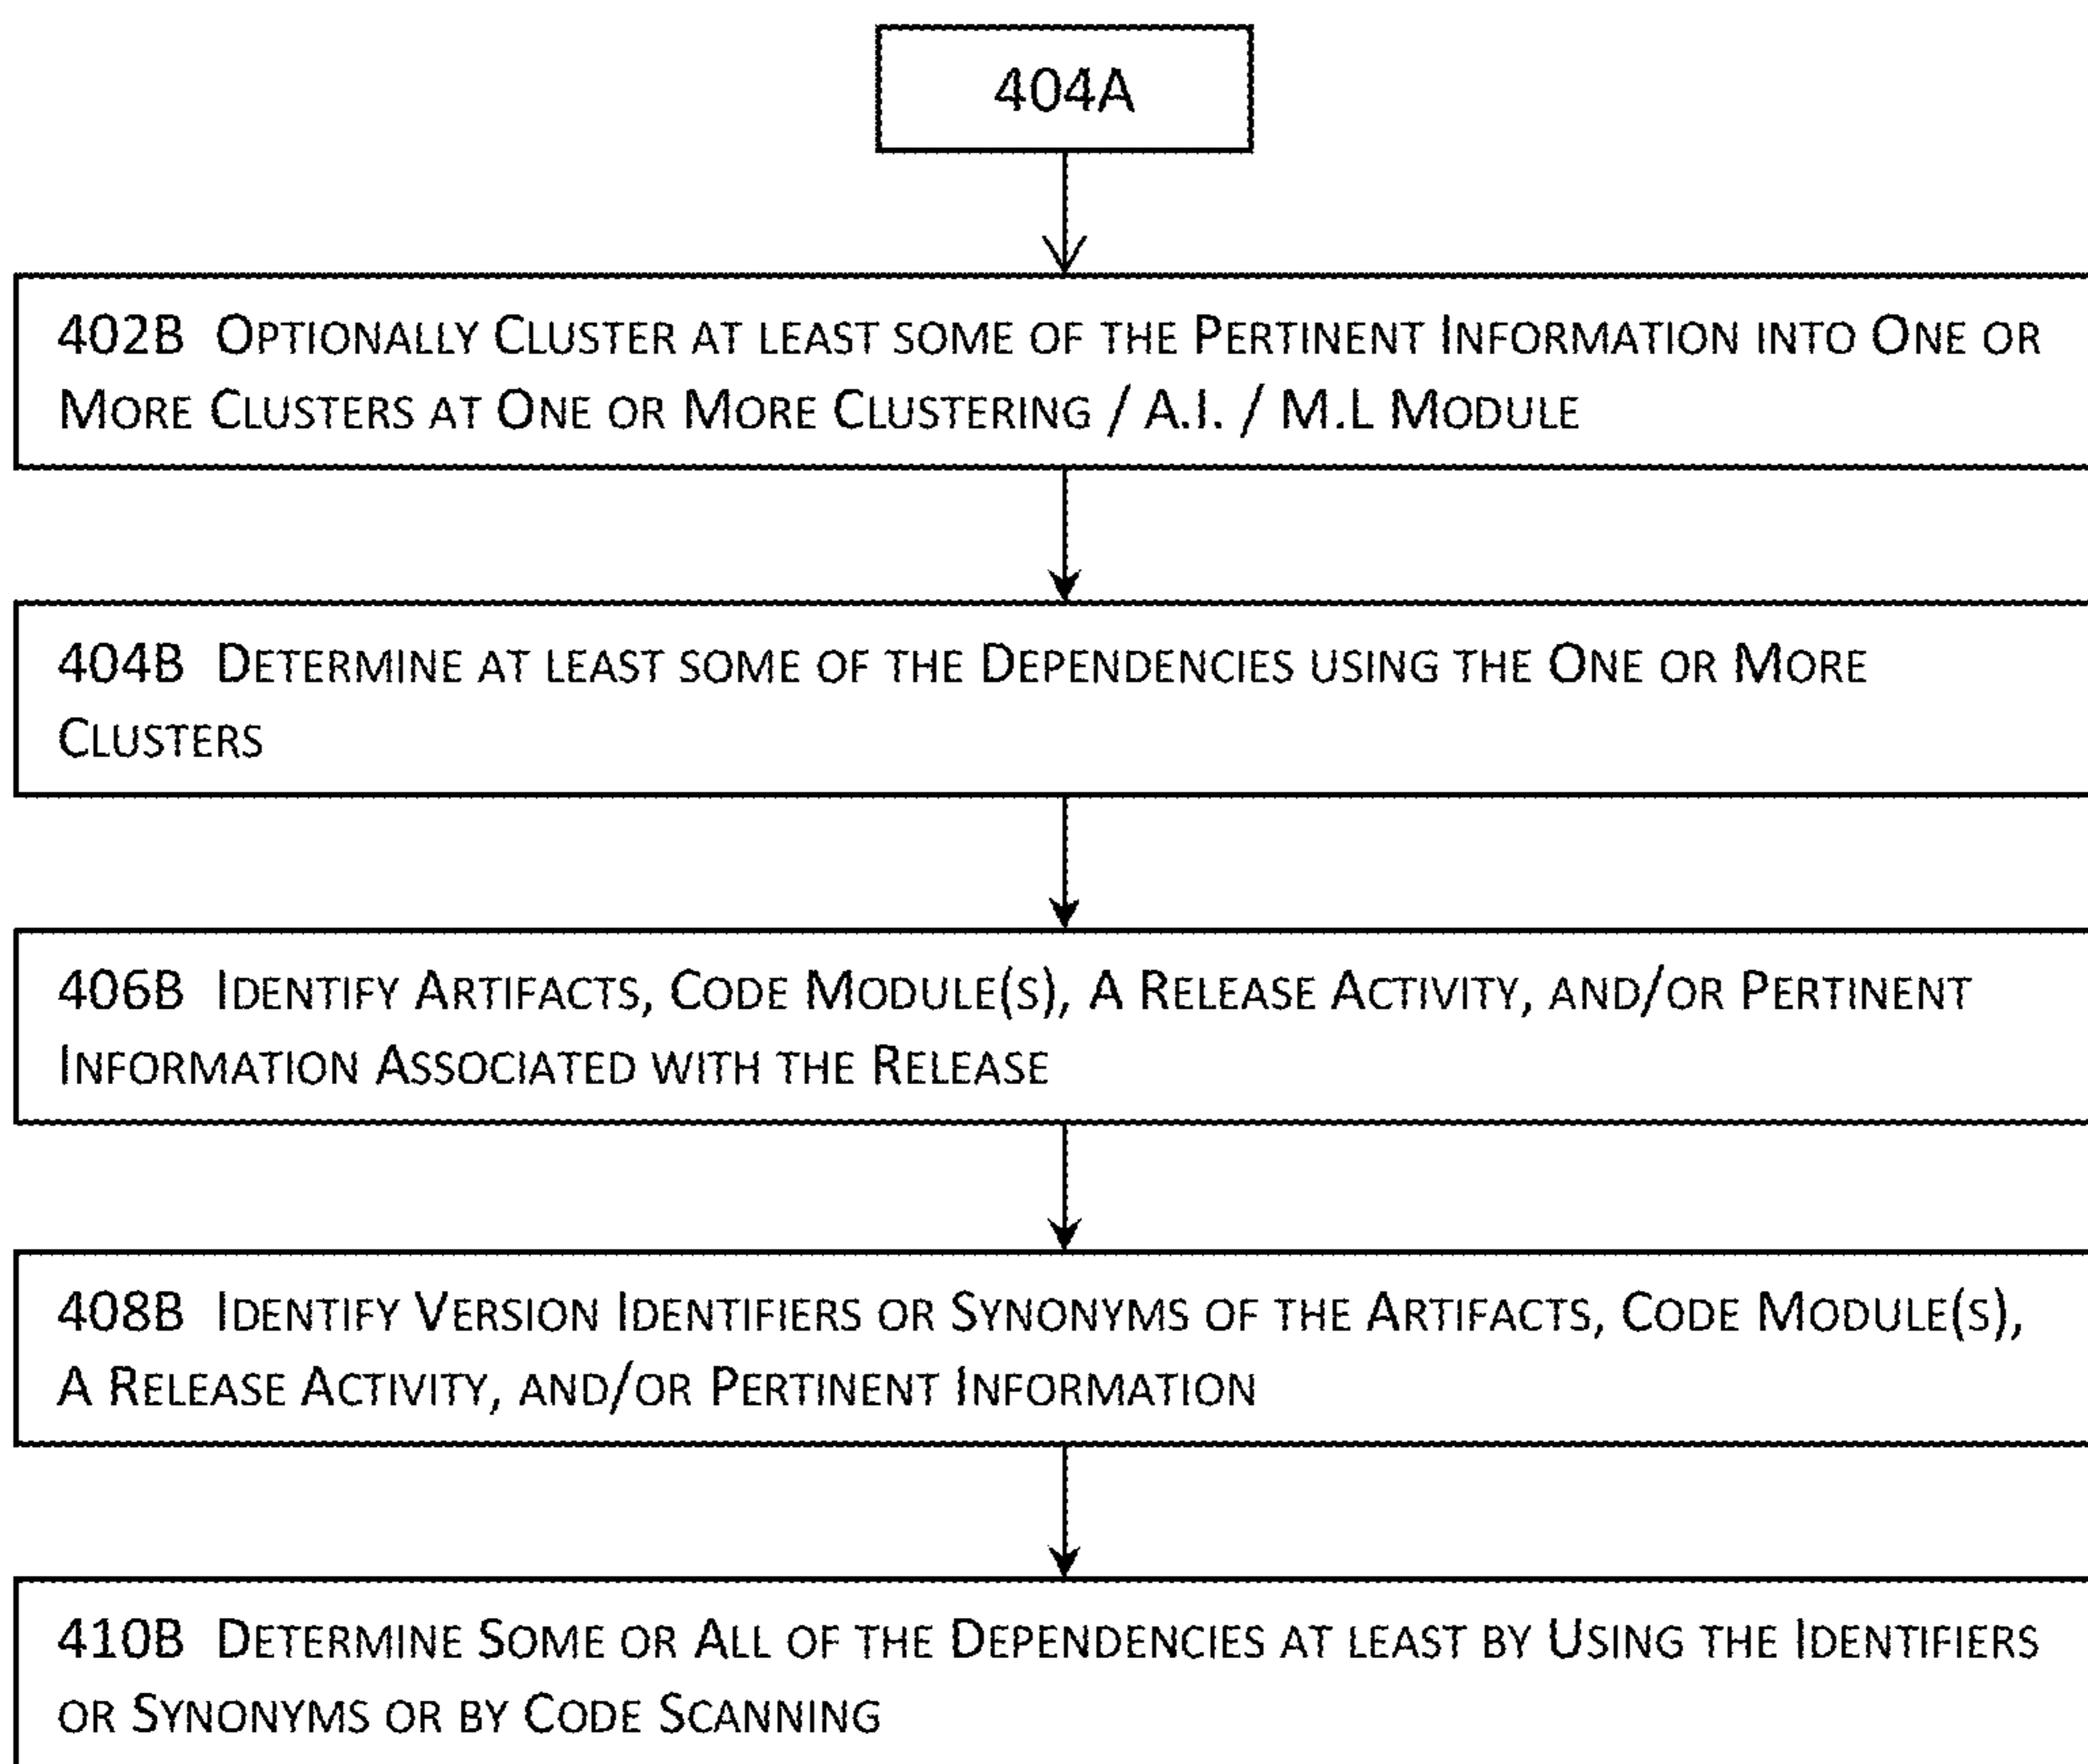 404A
402B Optionally Cluster at least some of the Pertinent Information into One or
More Clusters at One or More Clustering / A.I. / M.L Module
404B Determine at least some of the Dependencies using the One or More
Clusters
406B Identify Artifacts, Code Module(s), A Release Activity, and/or Pertinent
Information Associated with the Release
408B Identify Version Identifiers or Synonyms of the Artifacts, Code Module(s),
A Release Activity, and/or Pertinent Information
410B Determine Some or All of the Dependencies at least by Using the Identifiers
or Synonyms or by Code Scanning